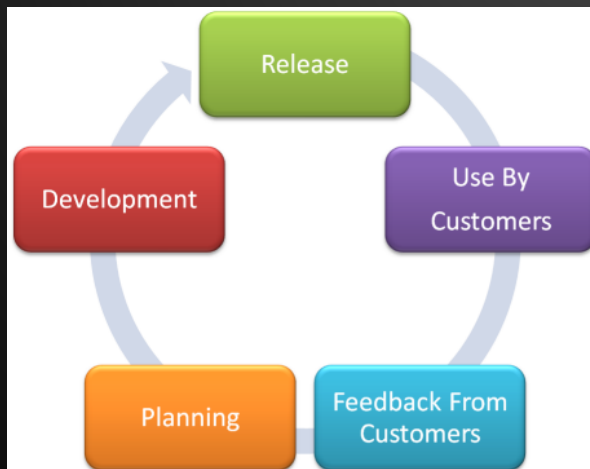 Release
Use By
Customers
Feedback From
Customers
Planning
Development